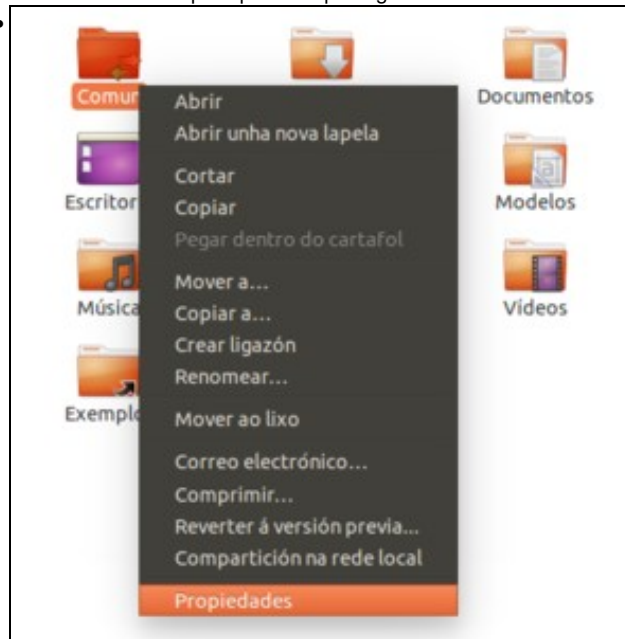 Comun
Documentos
Escritor
Modelos
Música
Vídeos
Exemplo
Abrir
Abrir unha nova lapela
Cortar
Copiar
Pegar dentro do cartafol
Mover a...
Copiar a...
Crear ligazón
Renomear...
Mover ao lixo
Correo electrónico...
Comprimir...
Reverter á versión previa...
Compartición na rede local
Propiedades